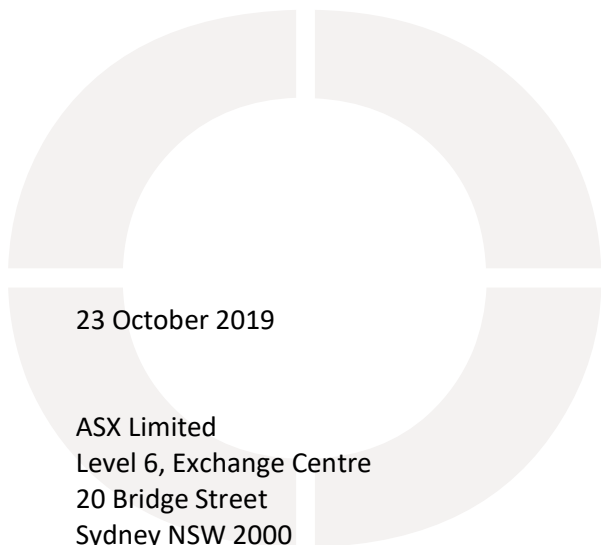 23 October 2019
ASX Limited
Level 6, Exchange Centre
20 Bridge Street
Sydney NSW 2000